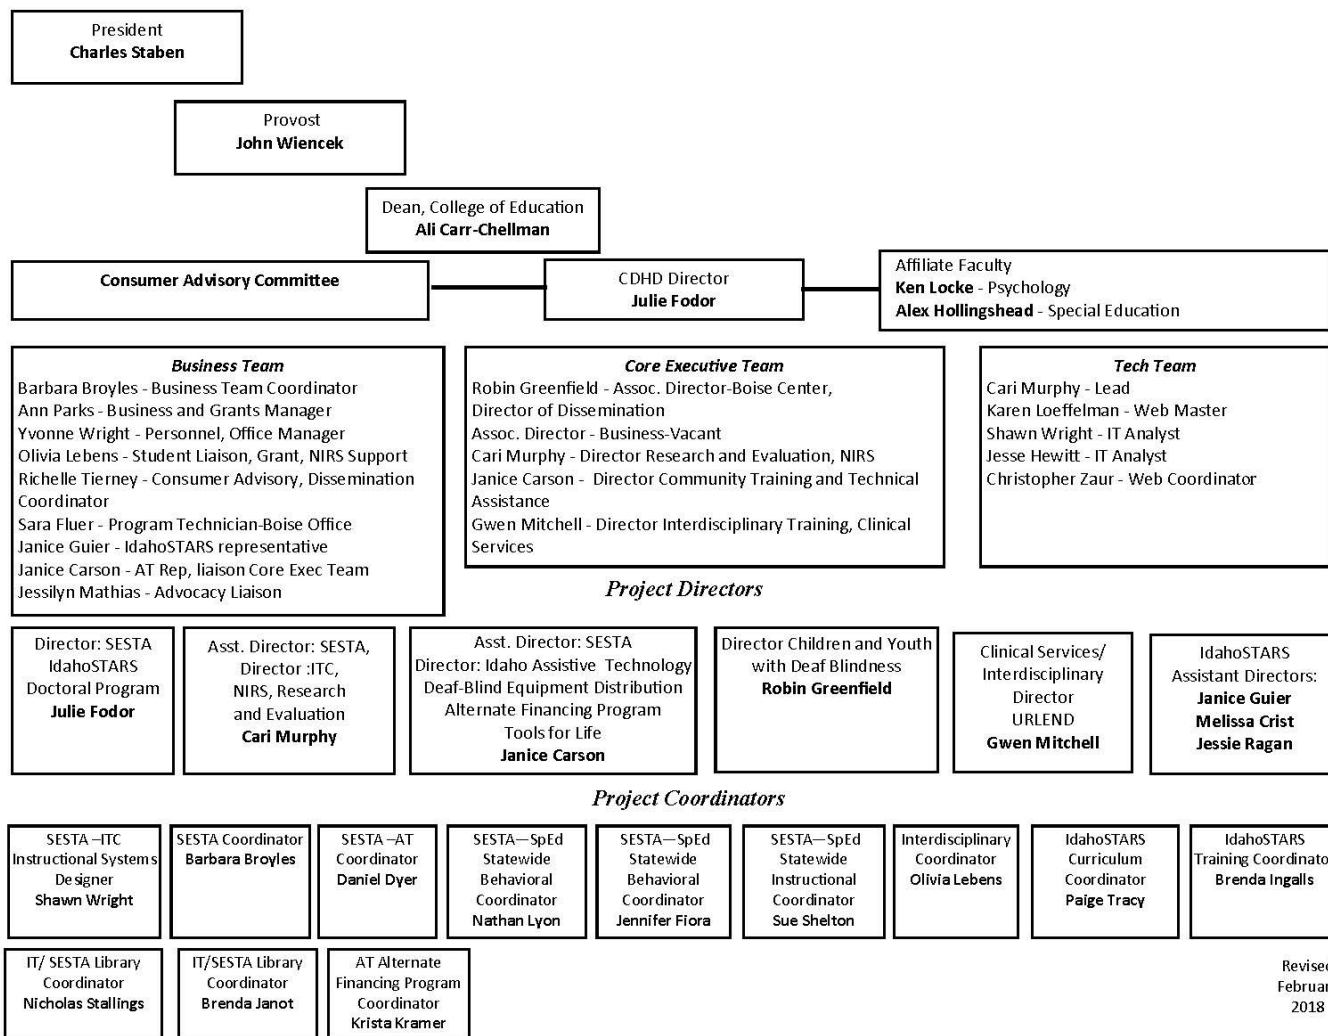 President
Charles Staben
Provost
John Wiencek
Dean, College of Education
Ali Carr-Chellman
Consumer Advisory Committee
CDHD Director
Julie Fodor
Affiliate Faculty
Ken Locke - Psychology
Alex Hollingshead - Special Education
Business Team
Barbara Broyles - Business Team Coordinator
Ann Parks - Business and Grants Manager
Yvonne Wright - Personnel, Office Manager
Olivia Lebens - Student Liaison, Grant, NIRS Support
Richelle Tierney - Consumer Advisory, Dissemination
Coordinator
Sara Fluer - Program Technician-Boise Office
Janice Guier - IdahoSTARS representative
Janice Carson - AT Rep, liaison Core Exec Team
Jessilyn Mathias - Advocacy Liaison
Core Executive Team
Robin Greenfield - Assoc. Director-Boise Center,
Director of Dissemination
Assoc. Director - Business-Vacant
Cari Murphy - Director Research and Evaluation, NIRS
Janice Carson -  Director Community Training and Technical
Assistance
Gwen Mitchell - Director Interdisciplinary Training, Clinical
Services
Tech Team
Cari Murphy - Lead
Karen Loeffelman - Web Master
Shawn Wright - IT Analyst
Jesse Hewitt - IT Analyst
Christopher Zaur - Web Coordinator
Project Directors
Director: SESTA
IdahoSTARS
Doctoral Program
Julie Fodor
Asst. Director: SESTA,
Director :ITC,
NIRS, Research
and Evaluation
Cari Murphy
Asst. Director: SESTA
Director: Idaho Assistive  Technology
Deaf-Blind Equipment Distribution
Alternate Financing Program
Tools for Life
Janice Carson
Director Children and Youth
with Deaf Blindness
Robin Greenfield
Clinical Services/
Interdisciplinary
Director
URLEND
Gwen Mitchell
IdahoSTARS
Assistant Directors:
Janice Guier
Melissa Crist
Jessie Ragan
Project Coordinators
SESTA –ITC
Instructional Systems
Designer
Shawn Wright
SESTA Coordinator
Barbara Broyles
SESTA –AT
Coordinator
Daniel Dyer
SESTA—SpEd
Statewide
Behavioral
Coordinator
Nathan Lyon
SESTA—SpEd
Statewide
Behavioral
Coordinator
Jennifer Fiora
SESTA—SpEd
Statewide
Instructional
Coordinator
Sue Shelton
Interdisciplinary
Coordinator
Olivia Lebens
IdahoSTARS
Curriculum
Coordinator
Paige Tracy
IdahoSTARS
Training Coordinato
Brenda Ingalls
IT/ SESTA Library
Coordinator
Nicholas Stallings
IT/SESTA Library
Coordinator
Brenda Janot
AT Alternate
Financing Program
Coordinator
Krista Kramer
Revised
Februar
2018